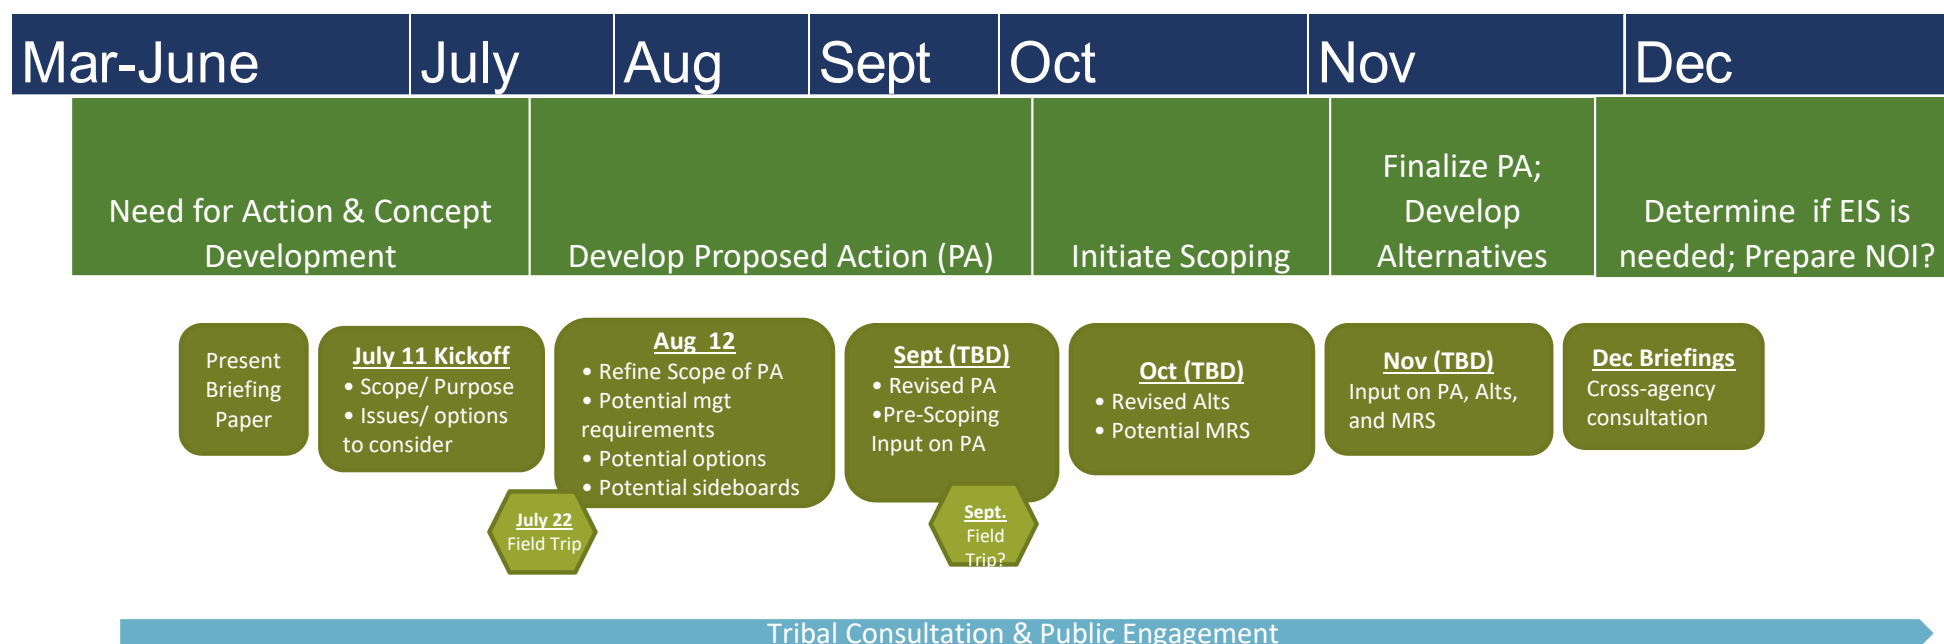 Mar-June July Aug Sept Oct Nov Dec
Need for Action & Concept
Development
Develop Proposed Action (PA)
Initiate Scoping
Finalize PA;
Develop
Alternatives
Determine if EIS is
needed; Prepare NOI?
Present
Briefing
Paper
July 11 Kickoff
• Scope/ Purpose
• Issues/ options
to consider
Aug 12
• Refine Scope of PA
• Potential mgt
requirements
• Potential options
• Potential sideboards
Sept (TBD)
• Revised PA
•Pre-Scoping
Input on PA
Oct (TBD)
• Revised Alts
• Potential MRS
Nov (TBD)
Input on PA, Alts,
and MRS
Dec Briefings
Cross-agency
consultation
July 22
Field Trip
Sept.
Field
Trip?
Tribal Consultation & Public Engagement